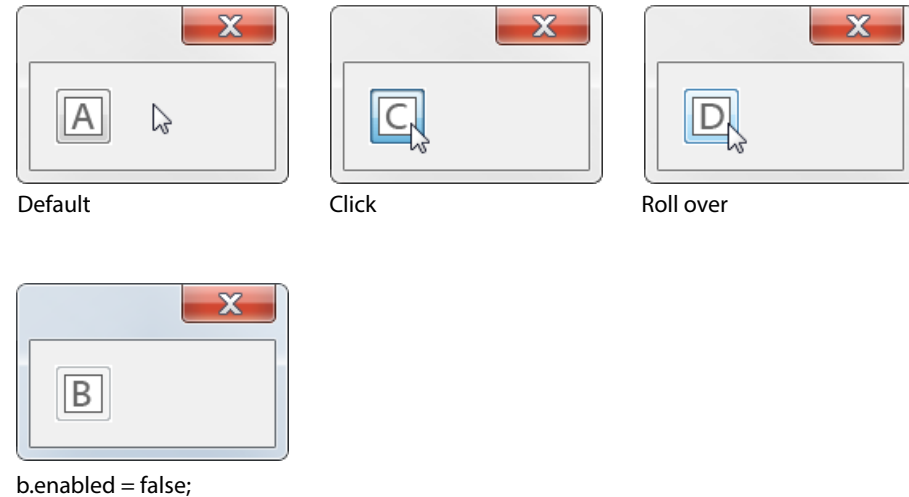 X
X
X
A
C
D
Default
Click
Roll over
X
B
b.enabled = false;